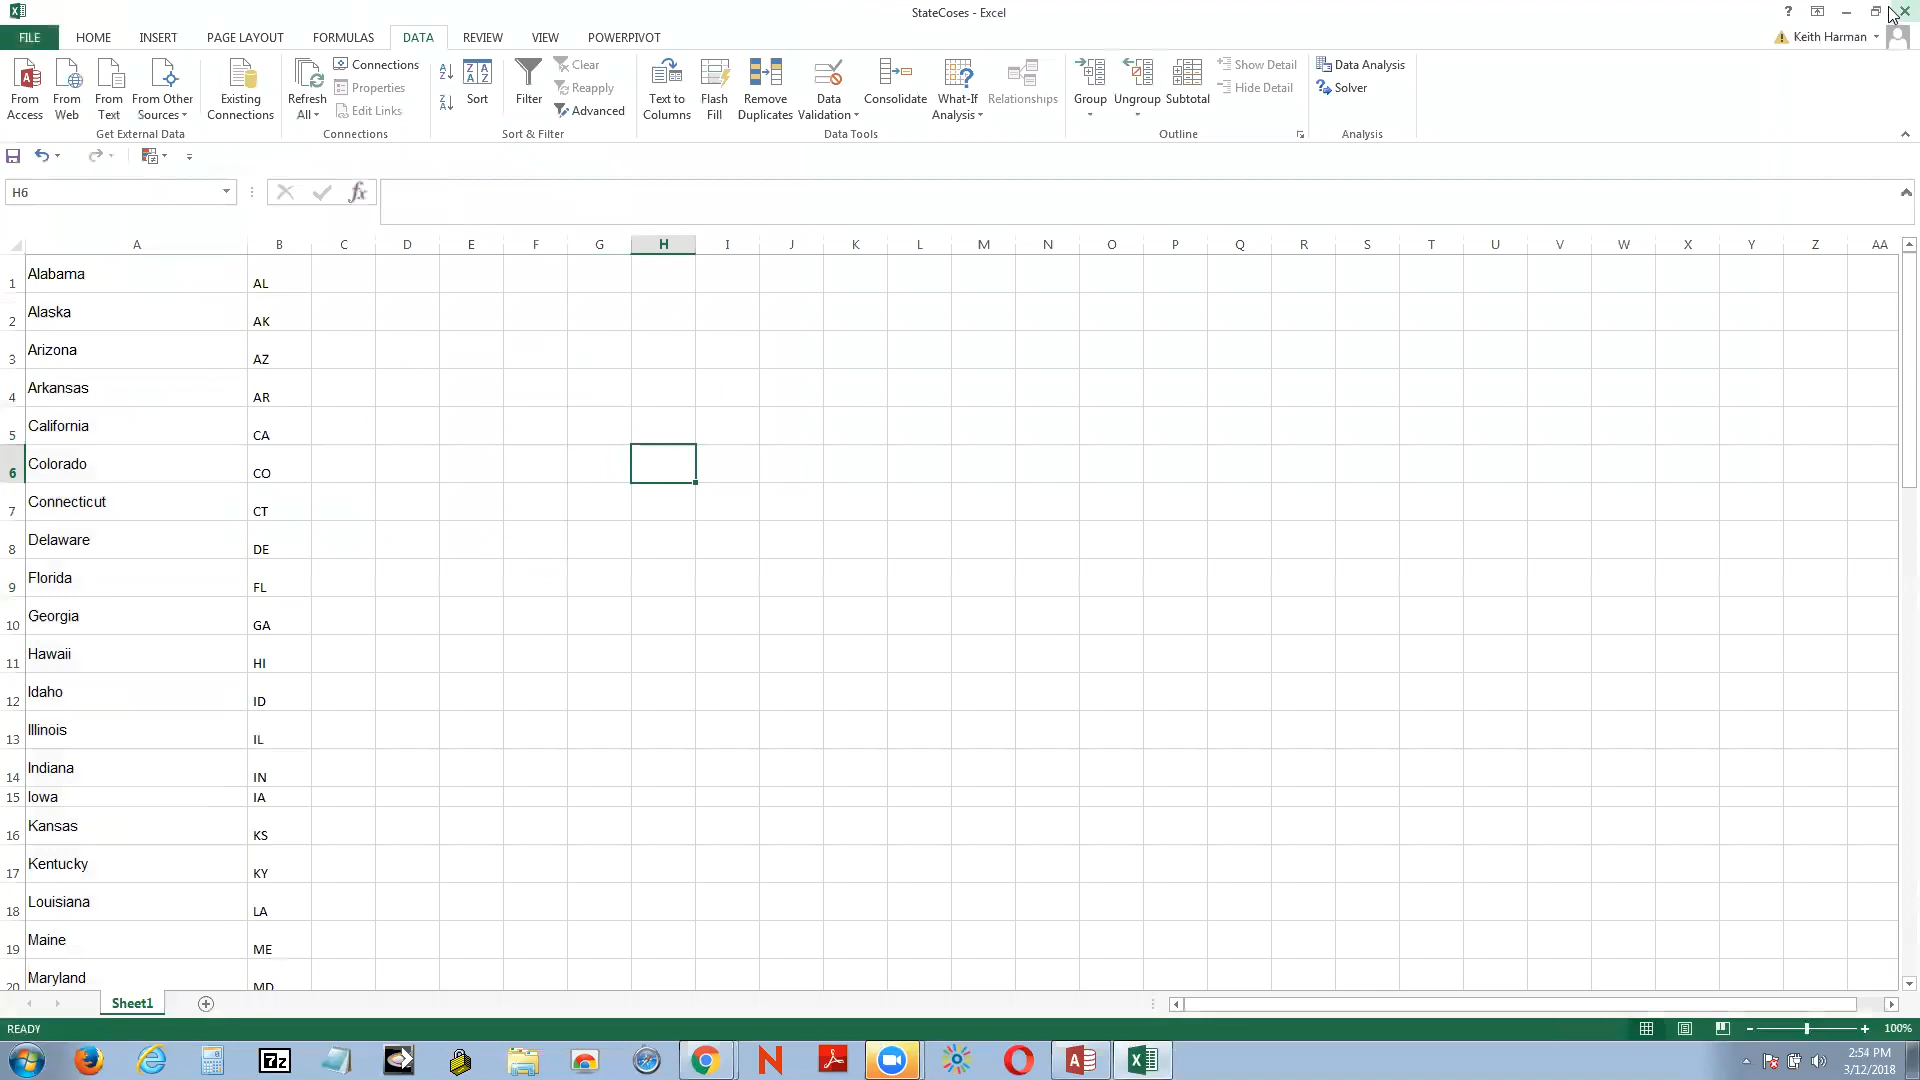 StateCoses - Excel
?
FILE HOME INSERT PAGE LAYOUT FORMULAS DATA REVIEW VIEW POWERPIVOT
Keith Harman
From Access
From Web
From Text
From Other Sources
Existing Connections
Get External Data
Refresh All
Connections
Properties
Edit Links
Connections
Sort
Filter
Clear
Reapply
Advanced
Sort & Filter
Text to Columns
Flash Fill
Remove Duplicates
Data Validation
Consolidate
What-If Analysis
Relationships
Data Tools
Group
Ungroup
Subtotal
Show Detail
Hide Detail
Outline
Data Analysis
Solver
Analysis
H6
fx
A B C D E F G H I J K L M N O P Q R S T U V W X Y Z AA
1 Alabama AL
2 Alaska AK
3 Arizona AZ
4 Arkansas AR
5 California CA
6 Colorado CO
7 Connecticut CT
8 Delaware DE
9 Florida FL
10 Georgia GA
11 Hawaii HI
12 Idaho ID
13 Illinois IL
14 Indiana IN
15 Iowa IA
16 Kansas KS
17 Kentucky KY
18 Louisiana LA
19 Maine ME
20 Maryland MD
Sheet1
READY
100%
7z
2:54 PM
3/12/2018